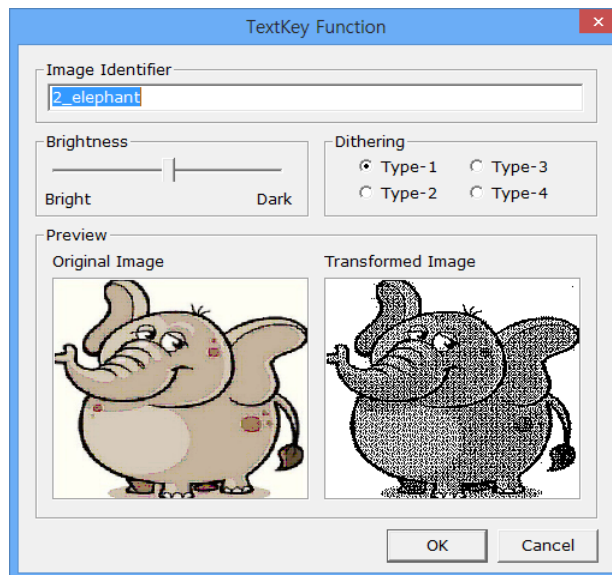 TextKey Function
Image Identifier
2_elephant
Brightness
Bright Dark
Dithering
Type-1 Type-3
Type-2 Type-4
Preview
Original Image Transformed Image
OK Cancel